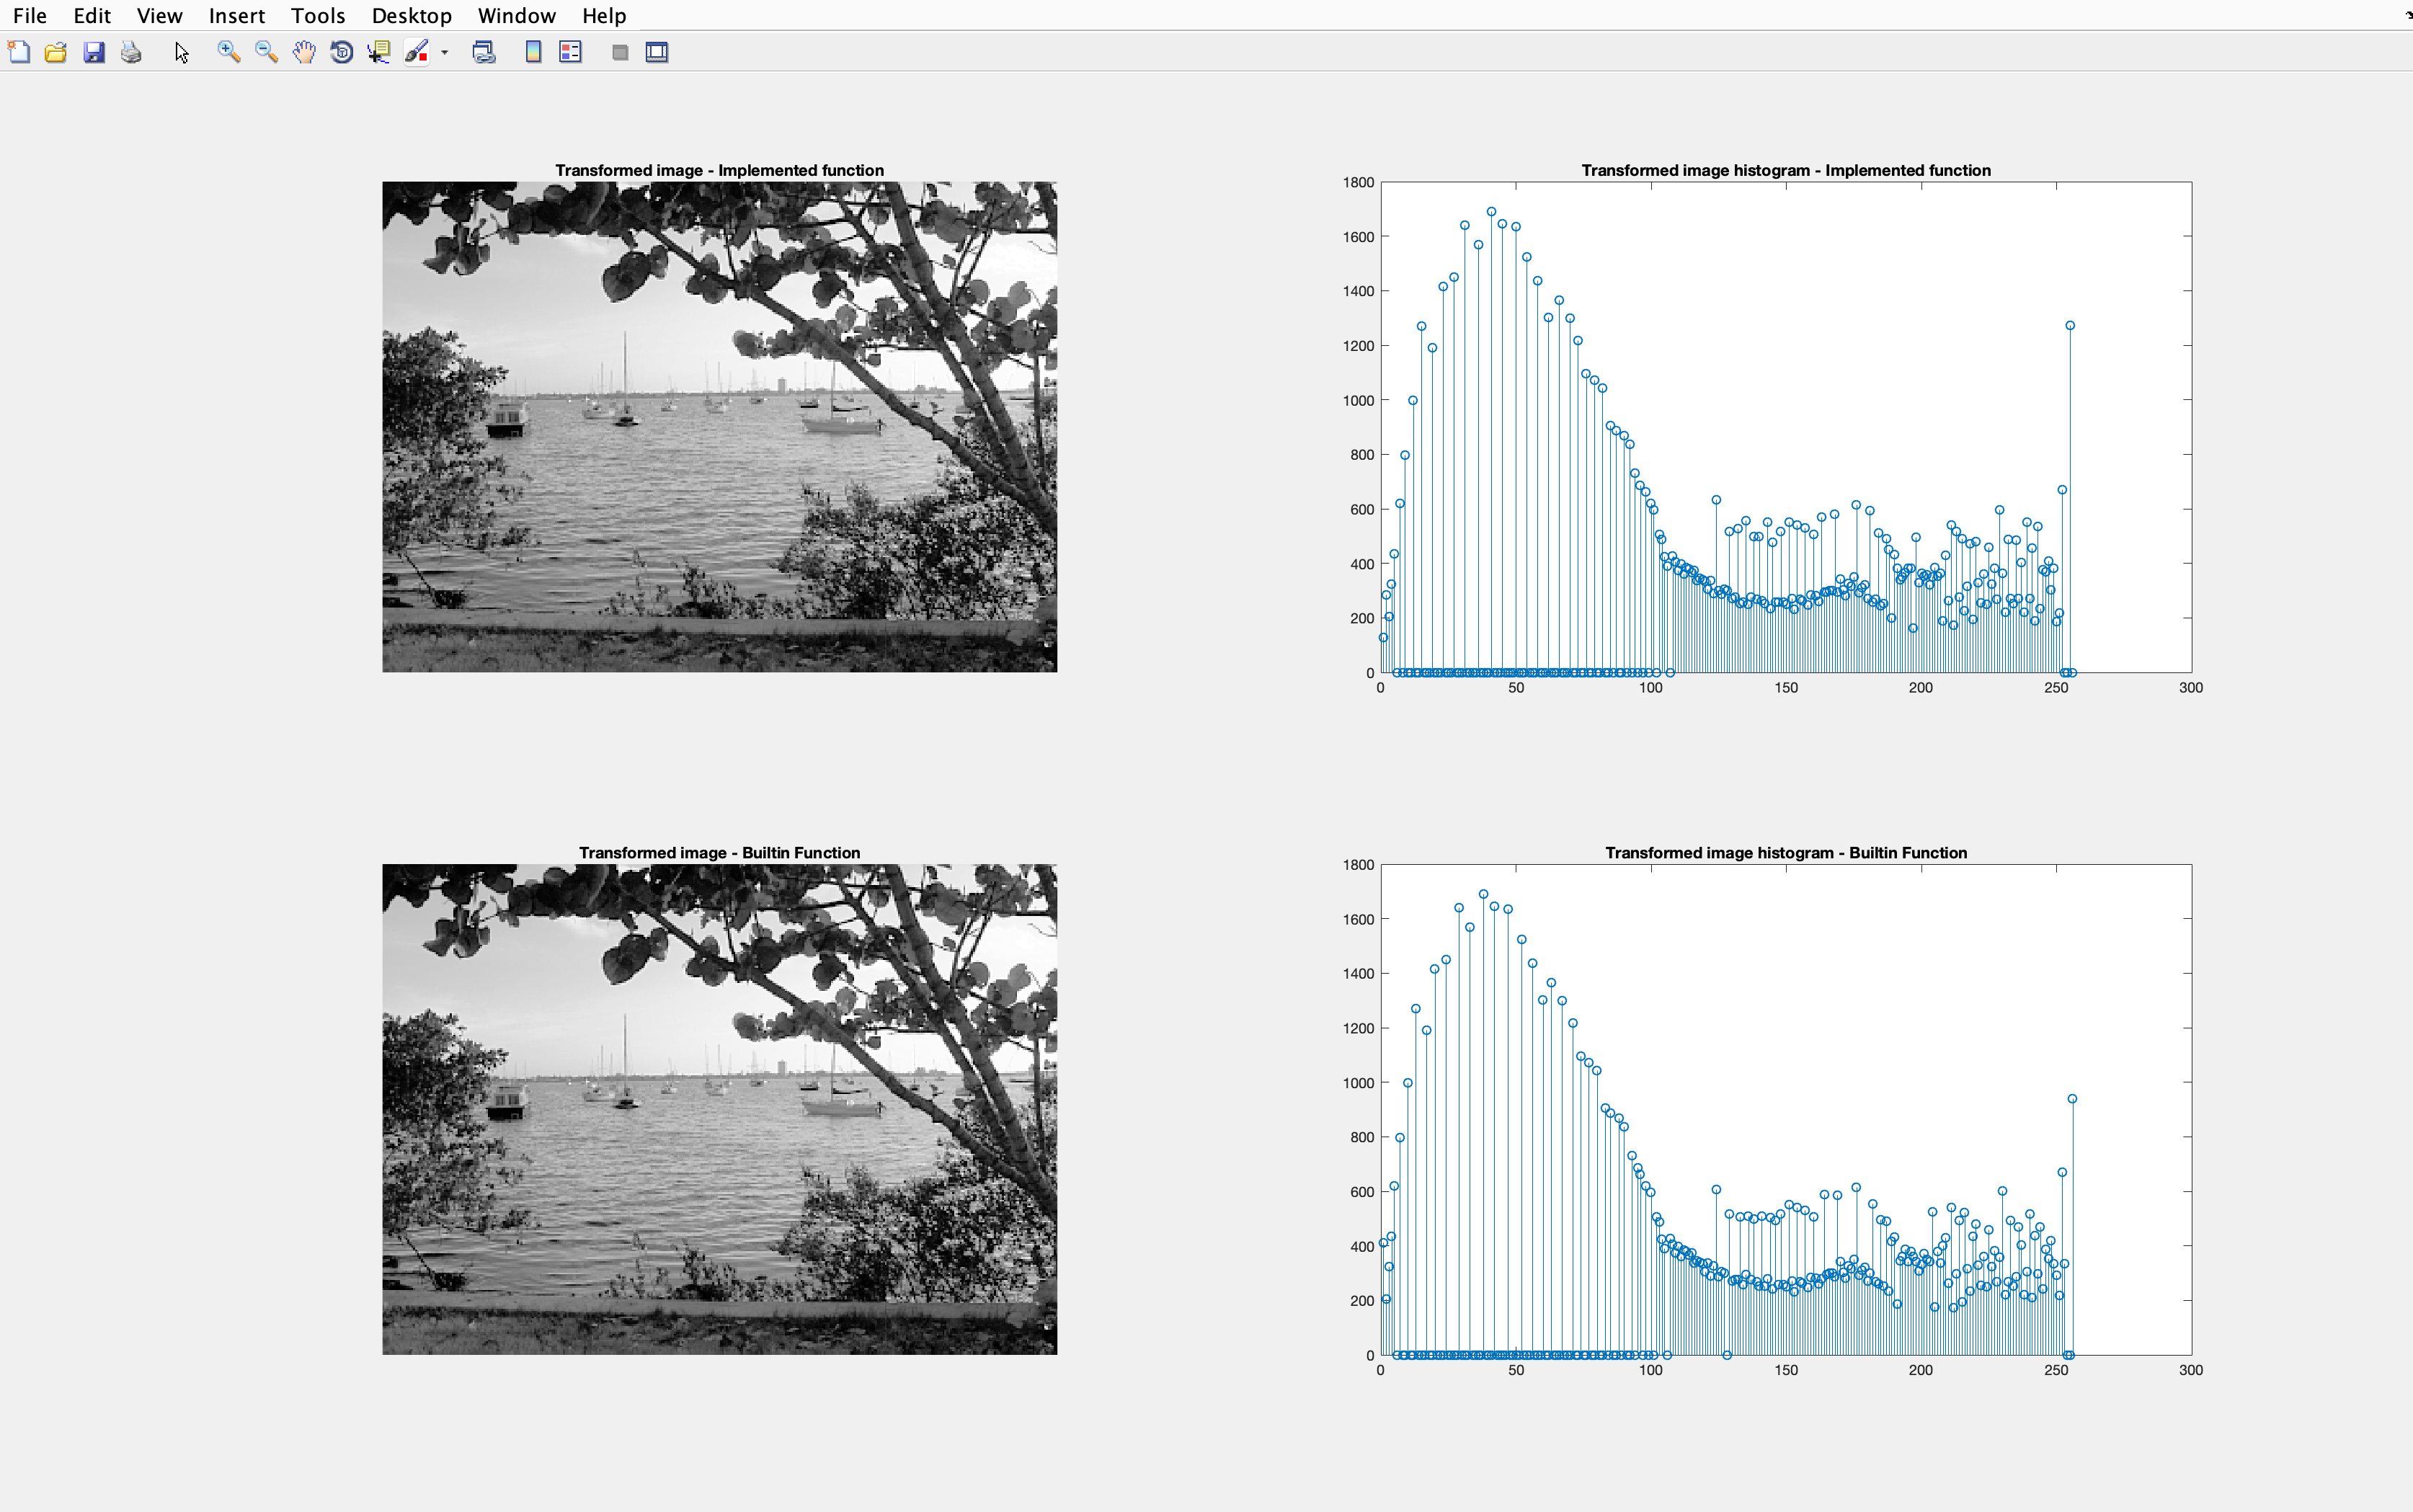 File Edit View Insert Tools Desktop Window Help
Transformed image - Implemented function
Transformed image histogram - Implemented function
1800
1600
1400
1200
1000
800
600
400
200
0
0 50 100 150 200 250 300
Transformed image - Builtin Function
Transformed image histogram - Builtin Function
1800
1600
1400
1200
1000
800
600
400
200
0
0 50 100 150 200 250 300